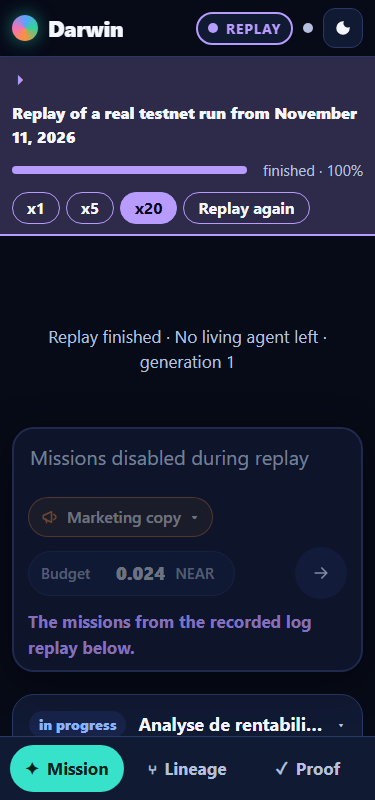 Darwin
REPLAY
Replay of a real testnet run from November
11, 2026
finished · 100%
x1
x5
x20
Replay again
Replay finished · No living agent left ·
generation 1
Missions disabled during replay
Marketing copy
Budget 0.024 NEAR
The missions from the recorded log
replay below.
in progress Analyse de rentabili...
Mission
Lineage
Proof